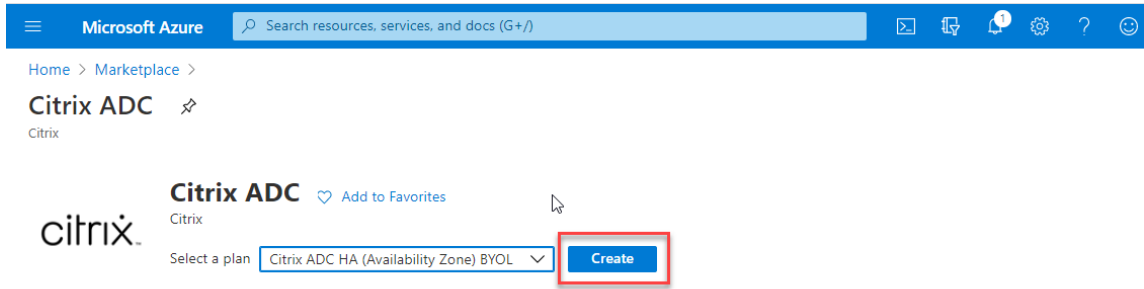 Microsoft Azure
Search resources, services, and docs (G+/)
1
Home > Marketplace >
Citrix ADC
Citrix
citrix
Citrix ADC
Add to Favorites
Citrix
Select a plan
Citrix ADC HA (Availability Zone) BYOL
Create